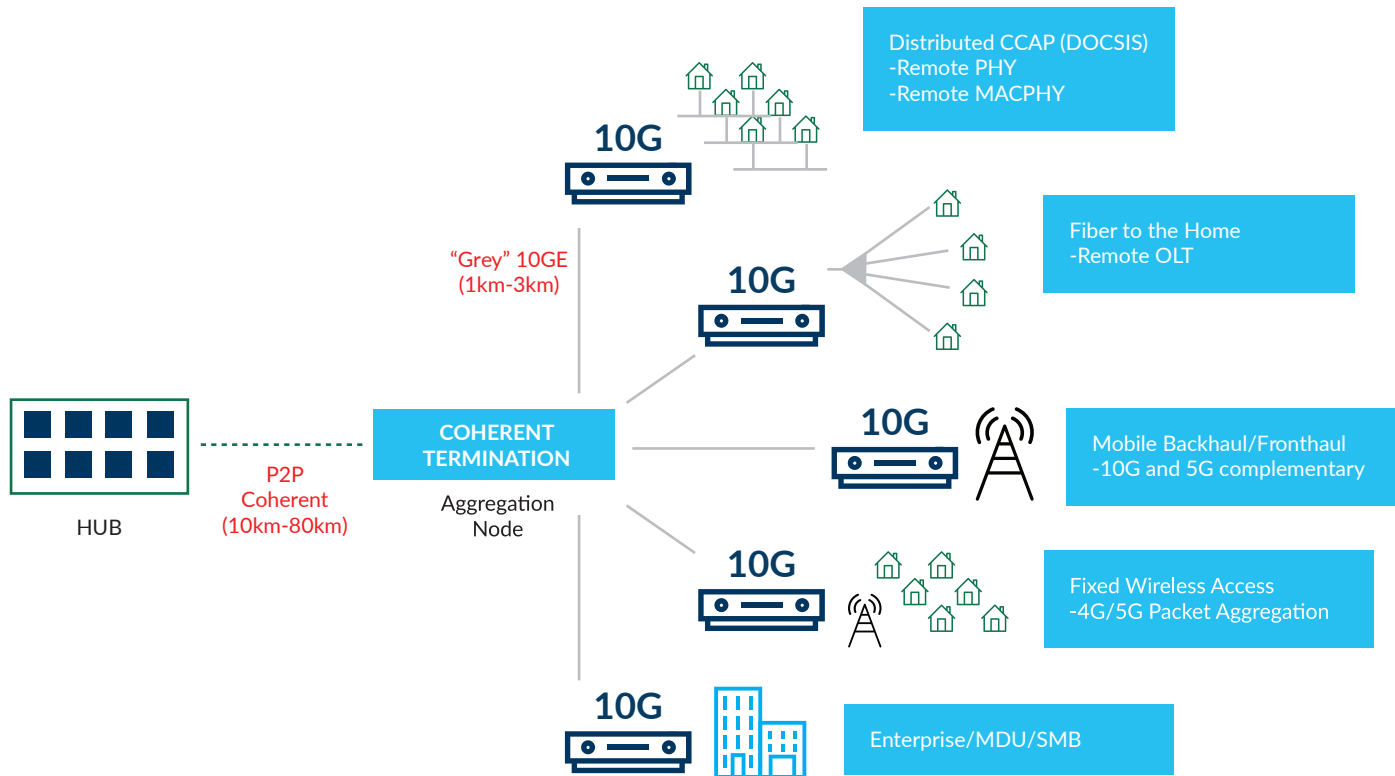 Distributed CCAP (DOCSIS)
-Remote PHY
-Remote MACPHY
10G
“Grey” 10GE
(1km-3km)
Fiber to the Home
-Remote OLT
10G
10G
Mobile Backhaul/Fronthaul
-10G and 5G complementary
COHERENT
TERMINATION
Aggregation
Node
P2P
Coherent
(10km-80km)
HUB
10G
Fixed Wireless Access
-4G/5G Packet Aggregation
10G
Enterprise/MDU/SMB